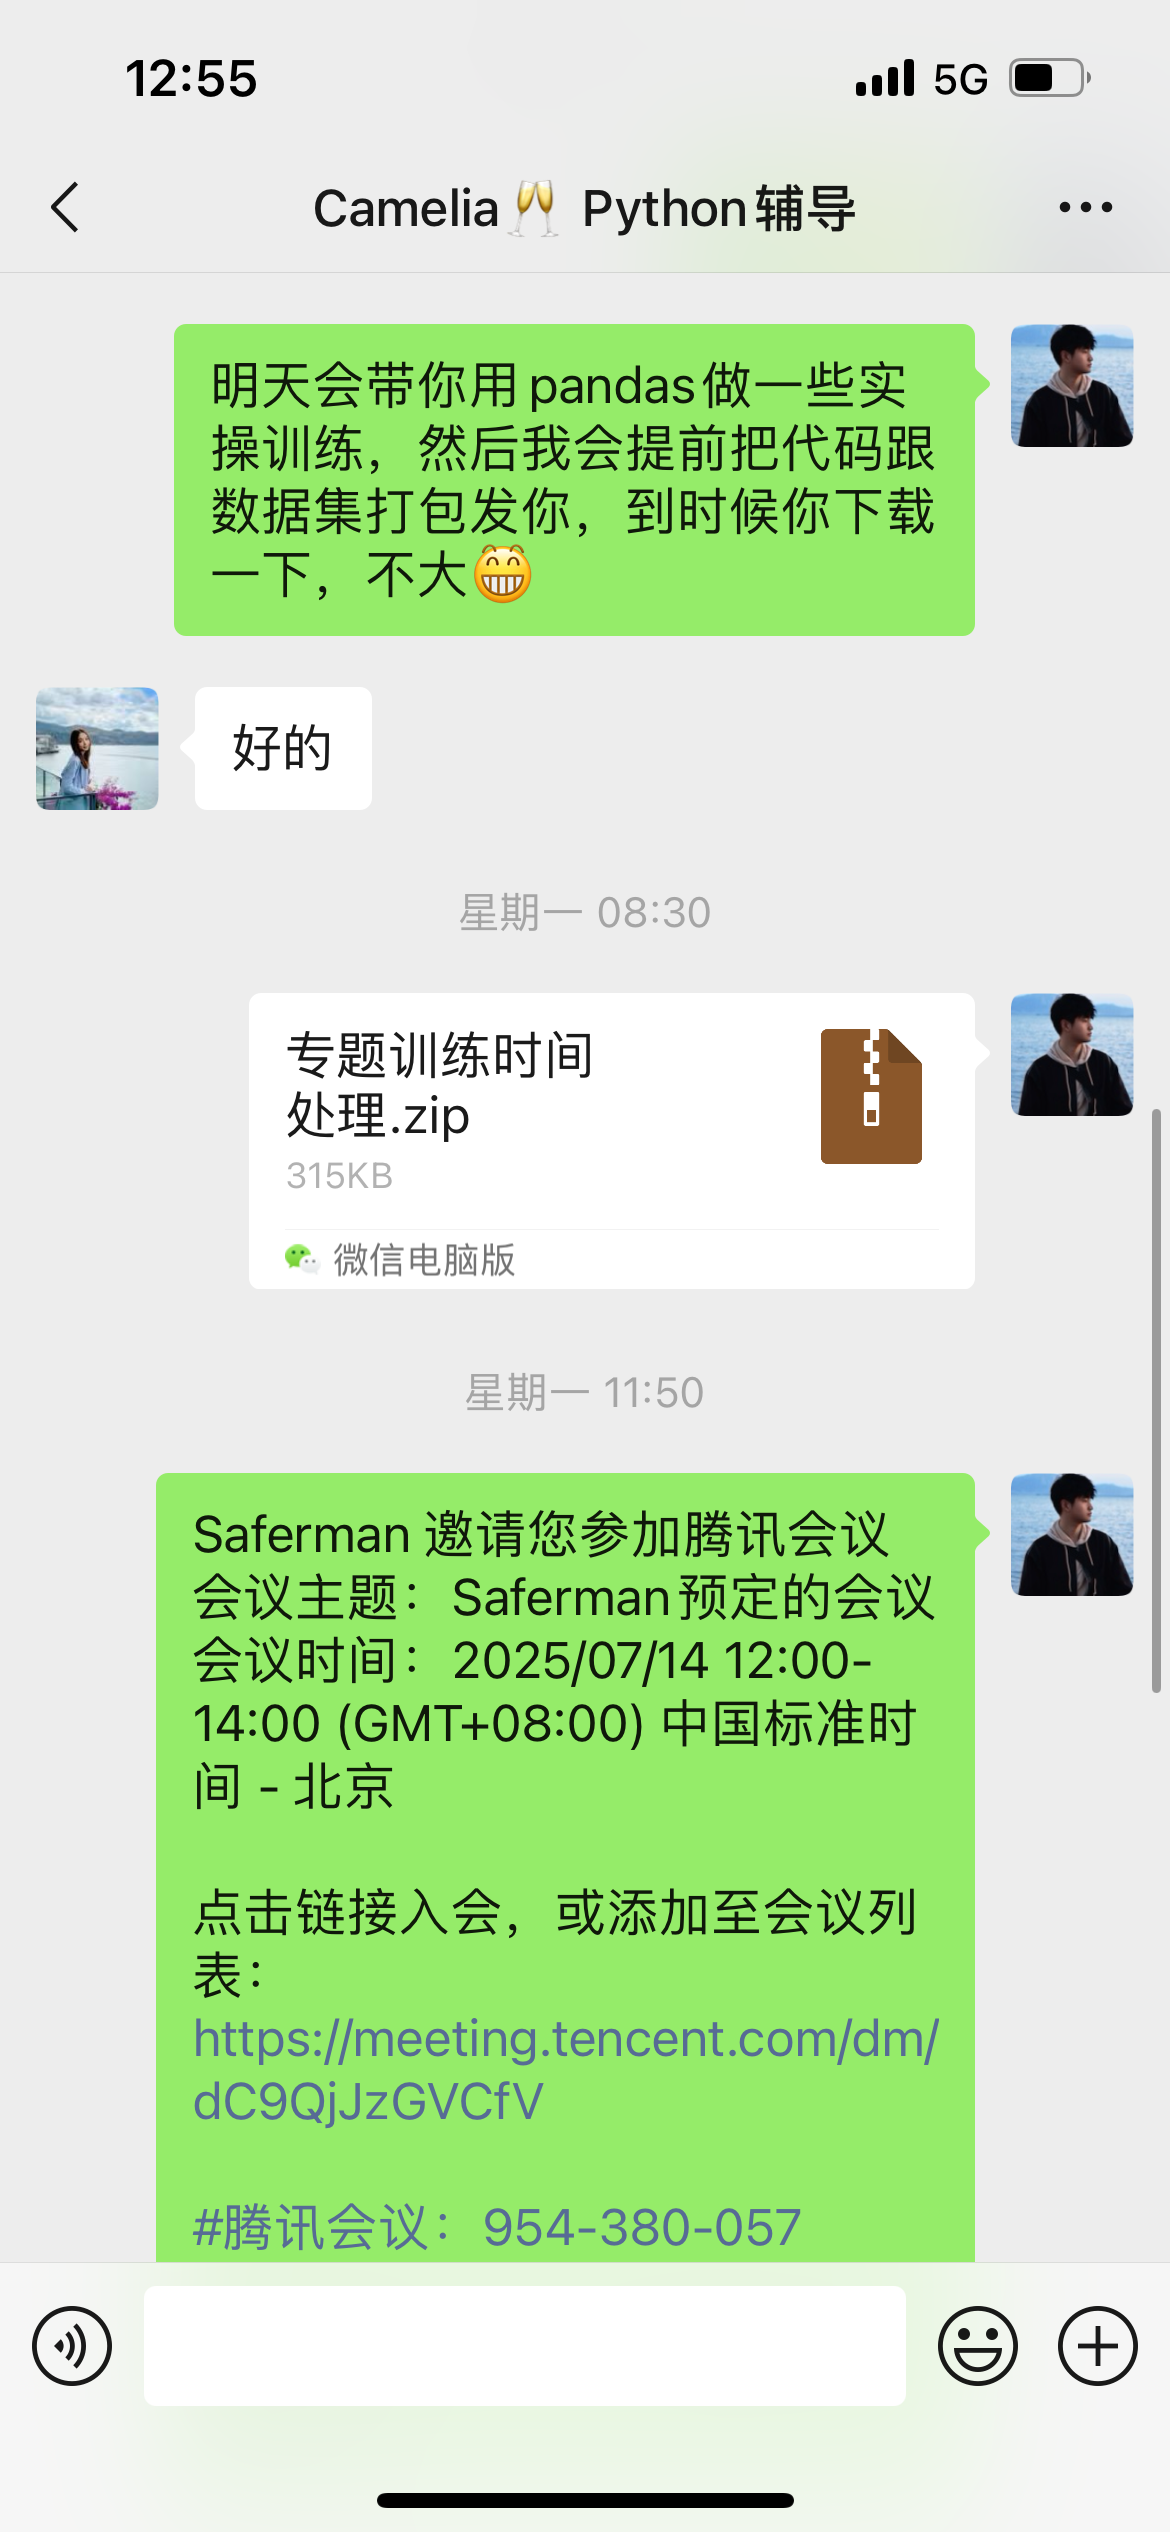 12:55
5G
Camelia🥂 Python辅导
明天会带你用pandas做一些实
操训练，然后我会提前把代码跟
数据集打包发你，到时候你下载
一下，不大😁
好的
星期一 08:30
专题训练时间
处理.zip
315KB
微信电脑版
星期一 11:50
Saferman 邀请您参加腾讯会议
会议主题：Saferman预定的会议
会议时间：2025/07/14 12:00-
14:00 (GMT+08:00) 中国标准时
间 - 北京
点击链接入会，或添加至会议列
表：
https://meeting.tencent.com/dm/
dC9QjJzGVCfV
#腾讯会议：954-380-057